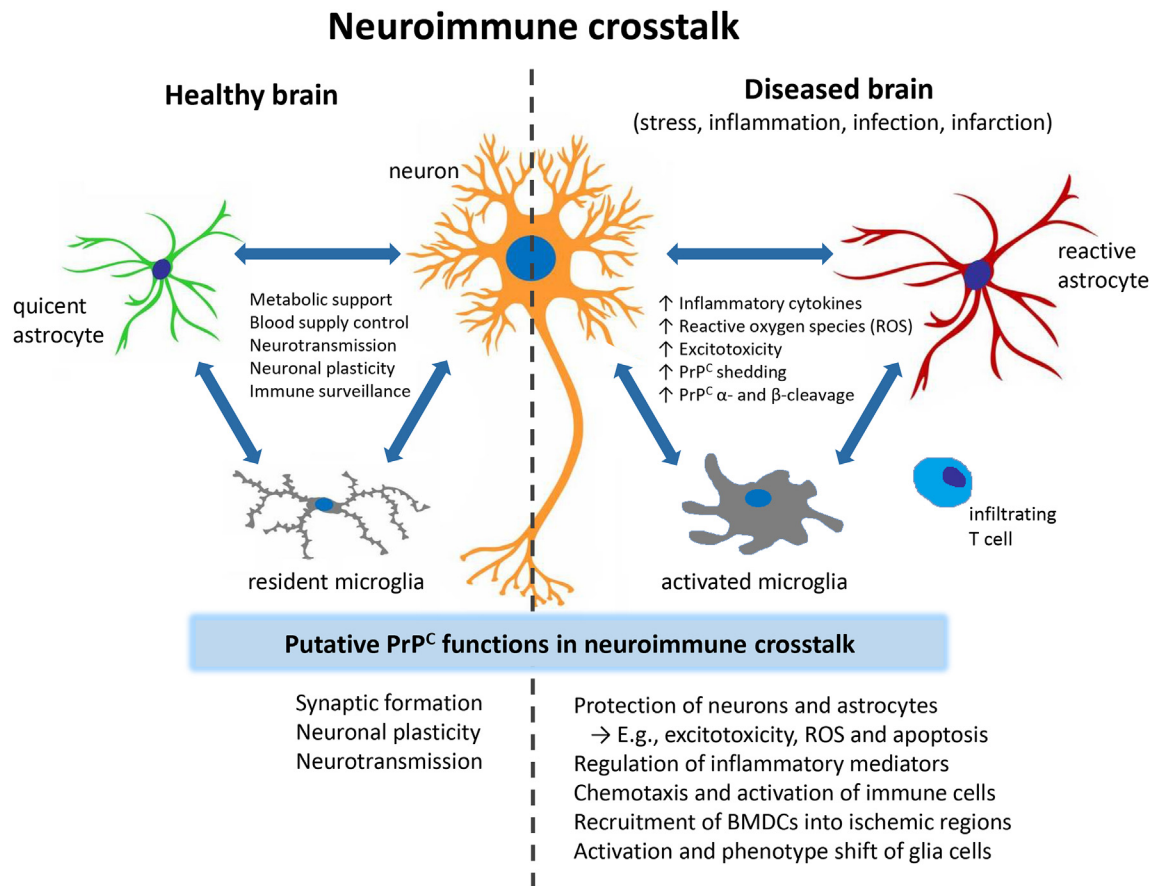 Neuroimmune crosstalk
Healthy brain
Diseased brain
(stress, inflammation, infection, infarction)
neuron
quicent
astrocyte
reactive
astrocyte
Metabolic support
Blood supply control
Neurotransmission
Neuronal plasticity
Immune surveillance
↑ Inflammatory cytokines
↑ Reactive oxygen species (ROS)
↑ Excitotoxicity
↑ PrPᶜ shedding
↑ PrPᶜ α- and β-cleavage
resident microglia
activated microglia
infiltrating
T cell
Putative PrPᶜ functions in neuroimmune crosstalk
Synaptic formation
Neuronal plasticity
Neurotransmission
Protection of neurons and astrocytes
→ E.g., excitotoxicity, ROS and apoptosis
Regulation of inflammatory mediators
Chemotaxis and activation of immune cells
Recruitment of BMDCs into ischemic regions
Activation and phenotype shift of glia cells